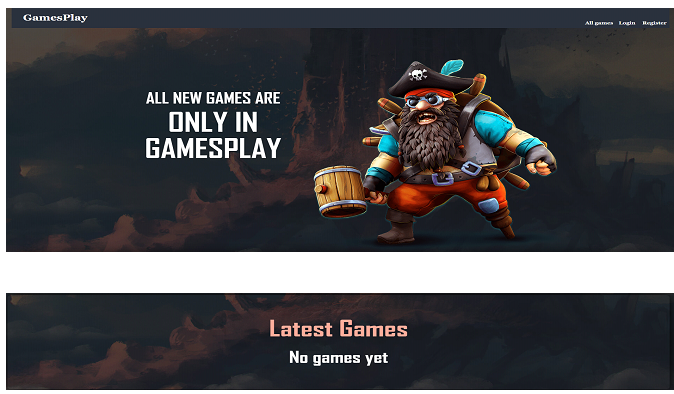 GamesPlay
All games Login Register
ALL NEW GAMES ARE
ONLY IN
GAMESPLAY
Latest Games
No games yet